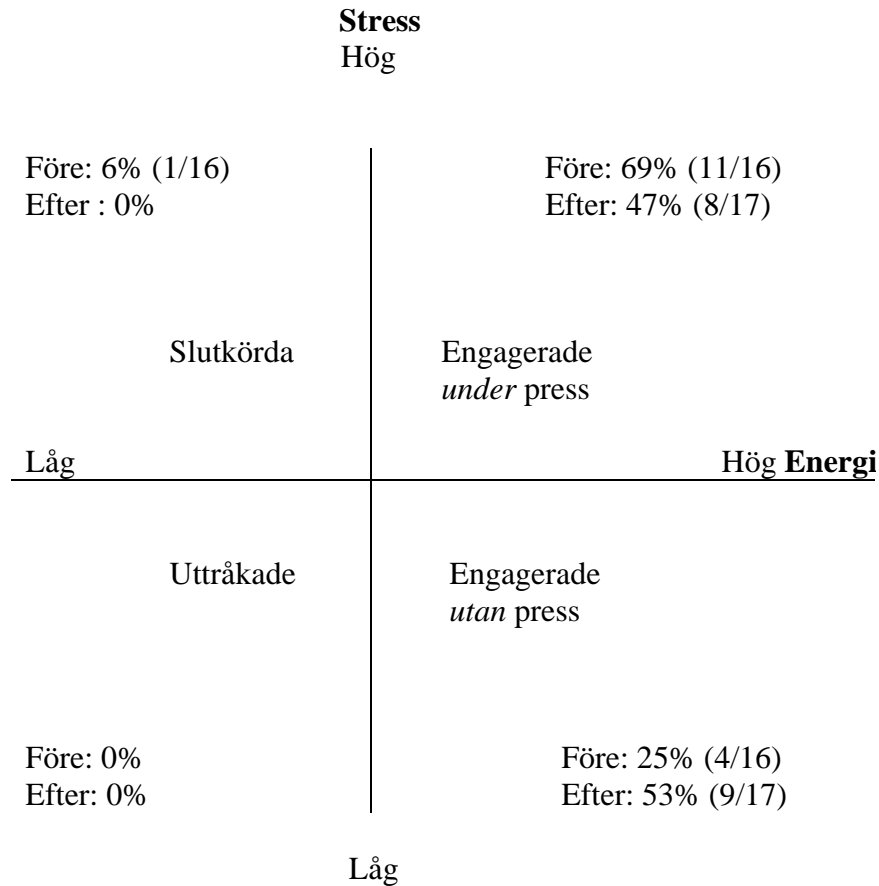 Stress
Hög
Före: 6% (1/16)
Efter : 0%
Före: 69% (11/16)
Efter: 47% (8/17)
Slutkörda
Engagerade
under press
Låg
Hög Energi
Uttråkade
Engagerade
utan press
Före: 0%
Efter: 0%
Före: 25% (4/16)
Efter: 53% (9/17)
Låg